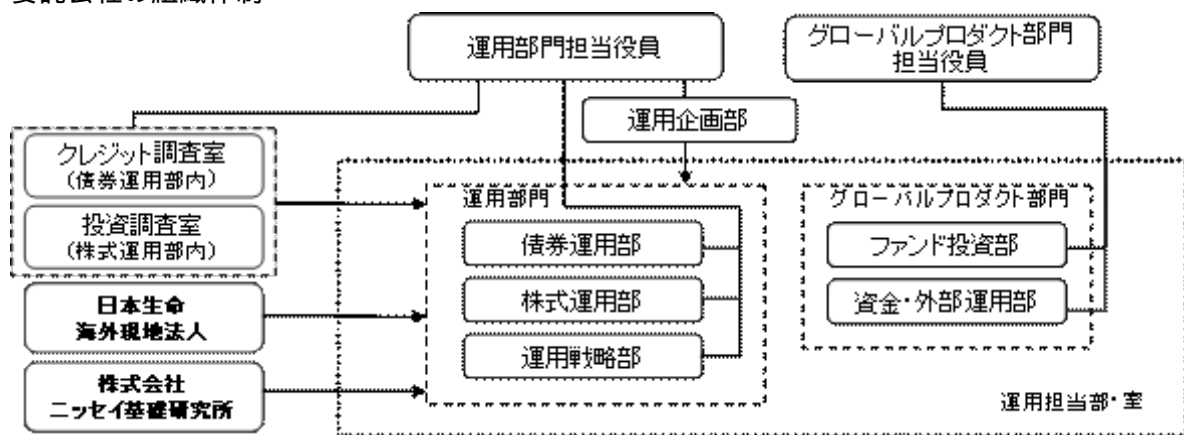 運用部門担当役員
グローバルプロダクト部門
担当役員
運用企画部
クレジット調査室
(債券運用部内)
投資調査室
(株式運用部内)
日本生命
海外現地法人
株式会社
ニッセイ基礎研究所
運用部門
債券運用部
株式運用部
運用戦略部
グローバルプロダクト部門
ファンド投資部
資金・外部運用部
運用担当部・室